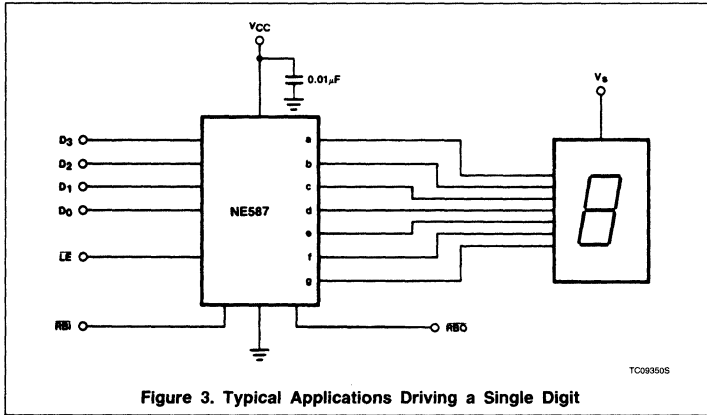 VCC
0.01μF
Vs
D3
D2
D1
D0
LE
RBI
NE587
a
b
c
d
e
f
g
RBO
TC09350S
Figure 3. Typical Applications Driving a Single Digit